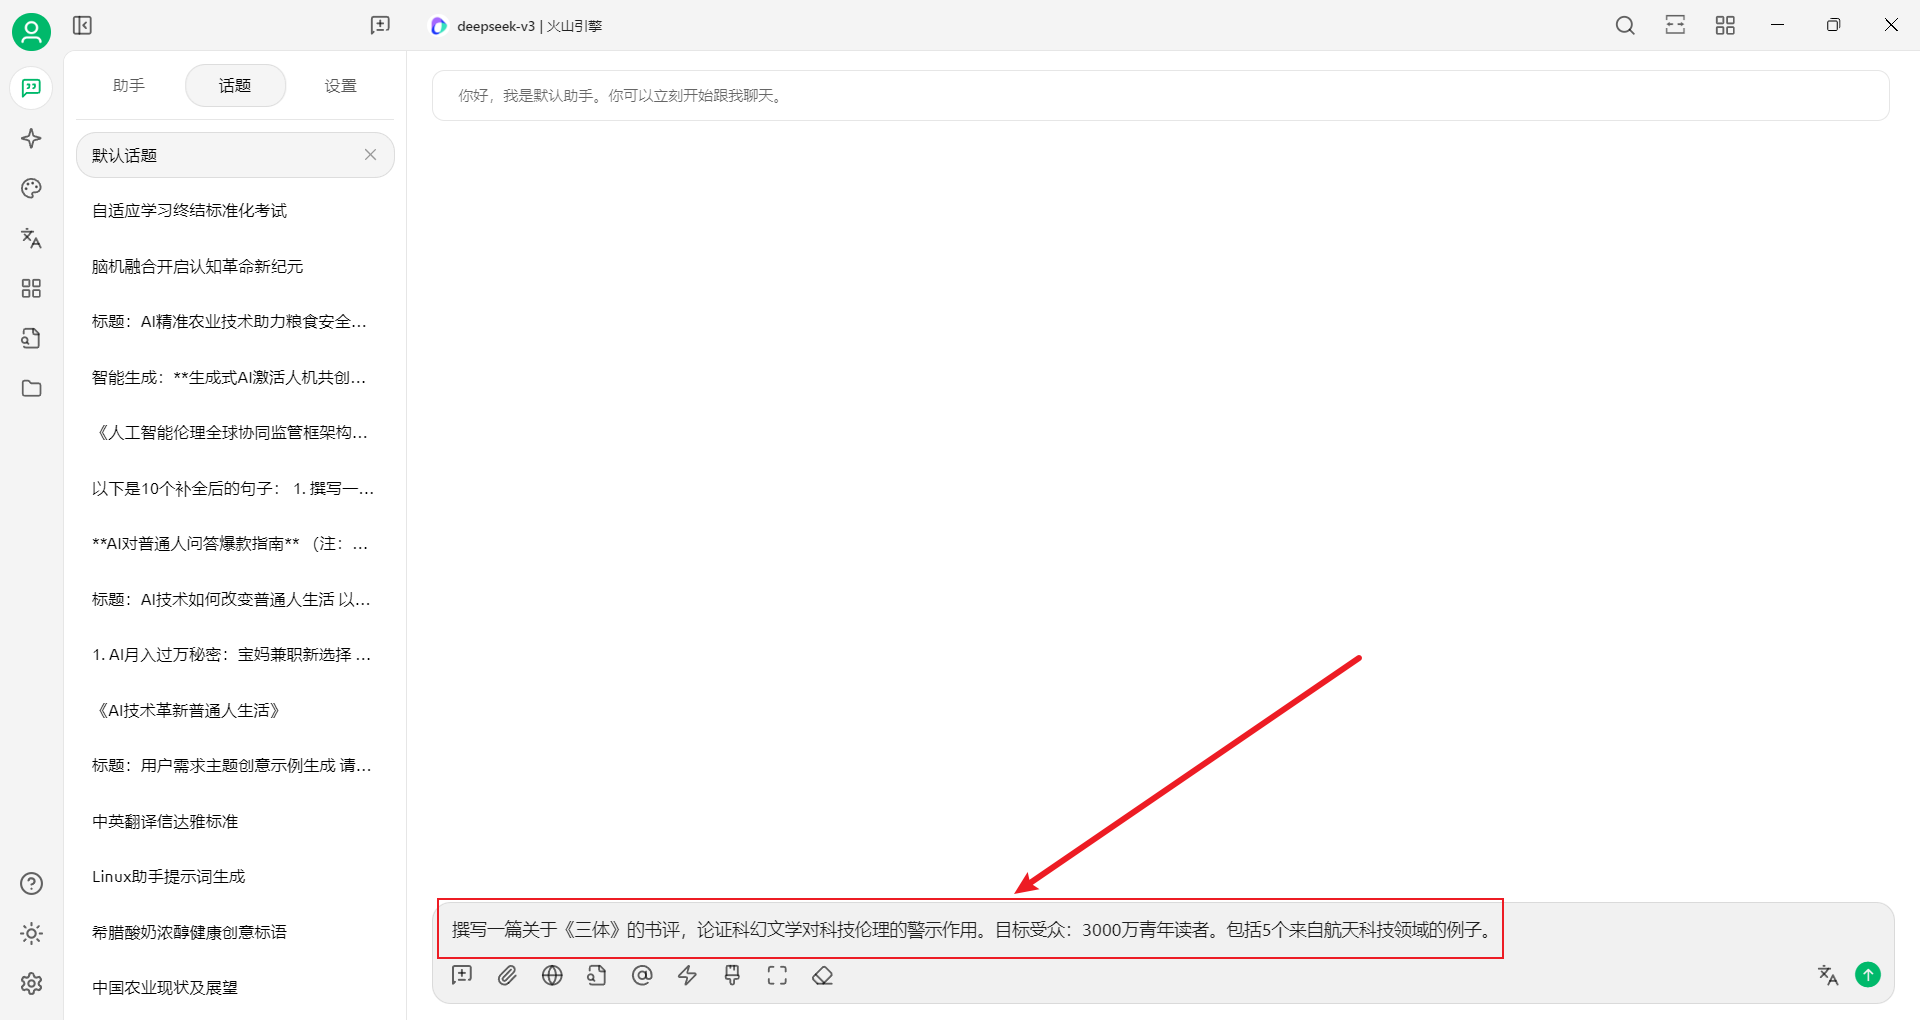 deepseek-v3 | 火山引擎
助手
话题
设置
默认话题
自适应学习终结标准化考试
脑机融合开启认知革命新纪元
标题：AI精准农业技术助力粮食安全...
智能生成：**生成式AI激活人机共创...
《人工智能伦理全球协同监管框架构...
以下是10个补全后的句子： 1. 撰写一...
**AI对普通人问答爆款指南** （注：...
标题：AI技术如何改变普通人生活 以...
1. AI月入过万秘密：宝妈兼职新选择 ...
《AI技术革新普通人生活》
标题：用户需求主题创意示例生成 请...
中英翻译信达雅标准
Linux助手提示词生成
希腊酸奶浓醇健康创意标语
中国农业现状及展望
你好，我是默认助手。你可以立刻开始跟我聊天。
撰写一篇关于《三体》的书评，论证科幻文学对科技伦理的警示作用。目标受众：3000万青年读者。包括5个来自航天科技领域的例子。